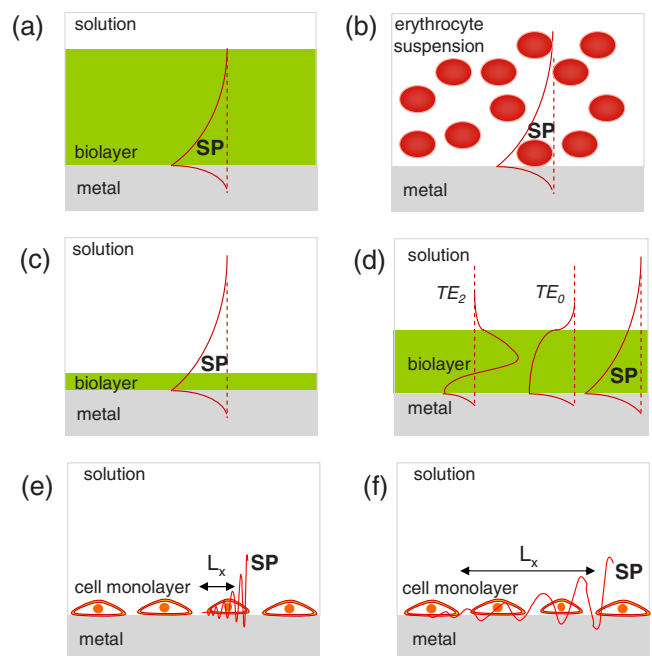 (a)
solution
SP
biolayer
metal
(b)
erythrocyte
suspension
SP
metal
(c)
solution
SP
biolayer
metal
(d)
solution
TE2
TE0
biolayer
SP
metal
(e)
solution
Lx
SP
cell monolayer
metal
(f)
solution
Lx
SP
cell monolayer
metal